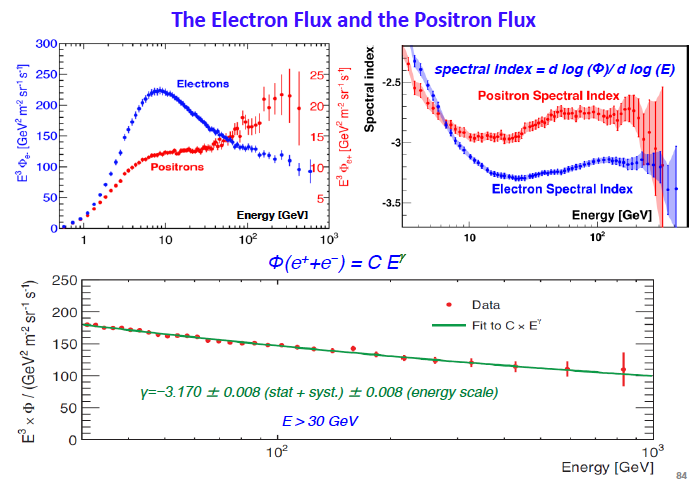 The Electron Flux and the Positron Flux
E³ Φe- [GeV² m⁻² sr⁻¹ s⁻¹]
300
250
200
150
100
50
0
Electrons
Positrons
25
20
15
10
5
E³ Φe+ [GeV² m⁻² sr⁻¹ s⁻¹]
Energy [GeV]
1
10
10²
10³
Spectral index
-2.5
-3
-3.5
spectral index = d log (Φ)/ d log (E)
Positron Spectral Index
Electron Spectral Index
Energy [GeV]
10
10²
Φ(e⁺+e⁻) = C E^γ
E³ × Φ / (GeV² m⁻² sr⁻¹ s⁻¹)
250
200
150
100
50
0
Data
Fit to C × E^γ
γ=−3.170 ± 0.008 (stat + syst.) ± 0.008 (energy scale)
E > 30 GeV
10²
10³
Energy [GeV]
84